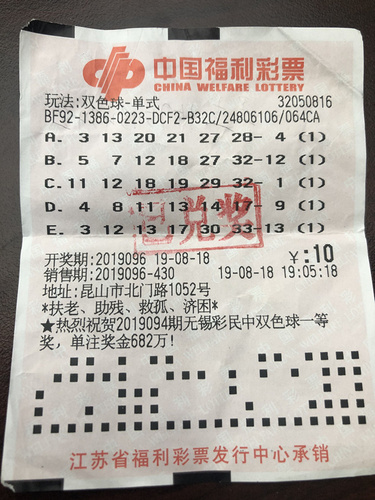 中国福利彩票
CHINA WELFARE LOTTERY
玩法:双色球-单式 32050816
BF92-1386-0223-DCF2-B32C/24806106/064CA
A. 3 13 20 21 27 28- 4 (1)
B. 5 7 12 18 27 32-12 (1)
C.11 12 18 19 29 32- 1 (1)
D. 4 8 11 13 14 17- 9 (1)
E. 3 7 15 17 30 33-13 (1)
已兑奖
开奖期:2019096 19-08-18 ¥:10
销售期:2019096-430 19-08-18 19:05:18
地址:昆山市北门路1052号
*扶老、助残、救孤、济困*
★热烈祝贺2019094期无锡彩民中双色球一等
奖,单注奖金682万!
江苏省福利彩票发行中心承销